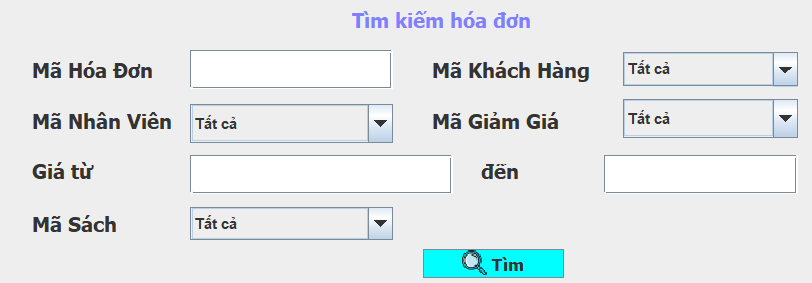 Tìm kiếm hóa đơn
Mã Hóa Đơn Mã Khách Hàng Tất cả
Mã Nhân Viên Tất cả Mã Giảm Giá Tất cả
Giá từ đến
Mã Sách Tất cả
Tìm